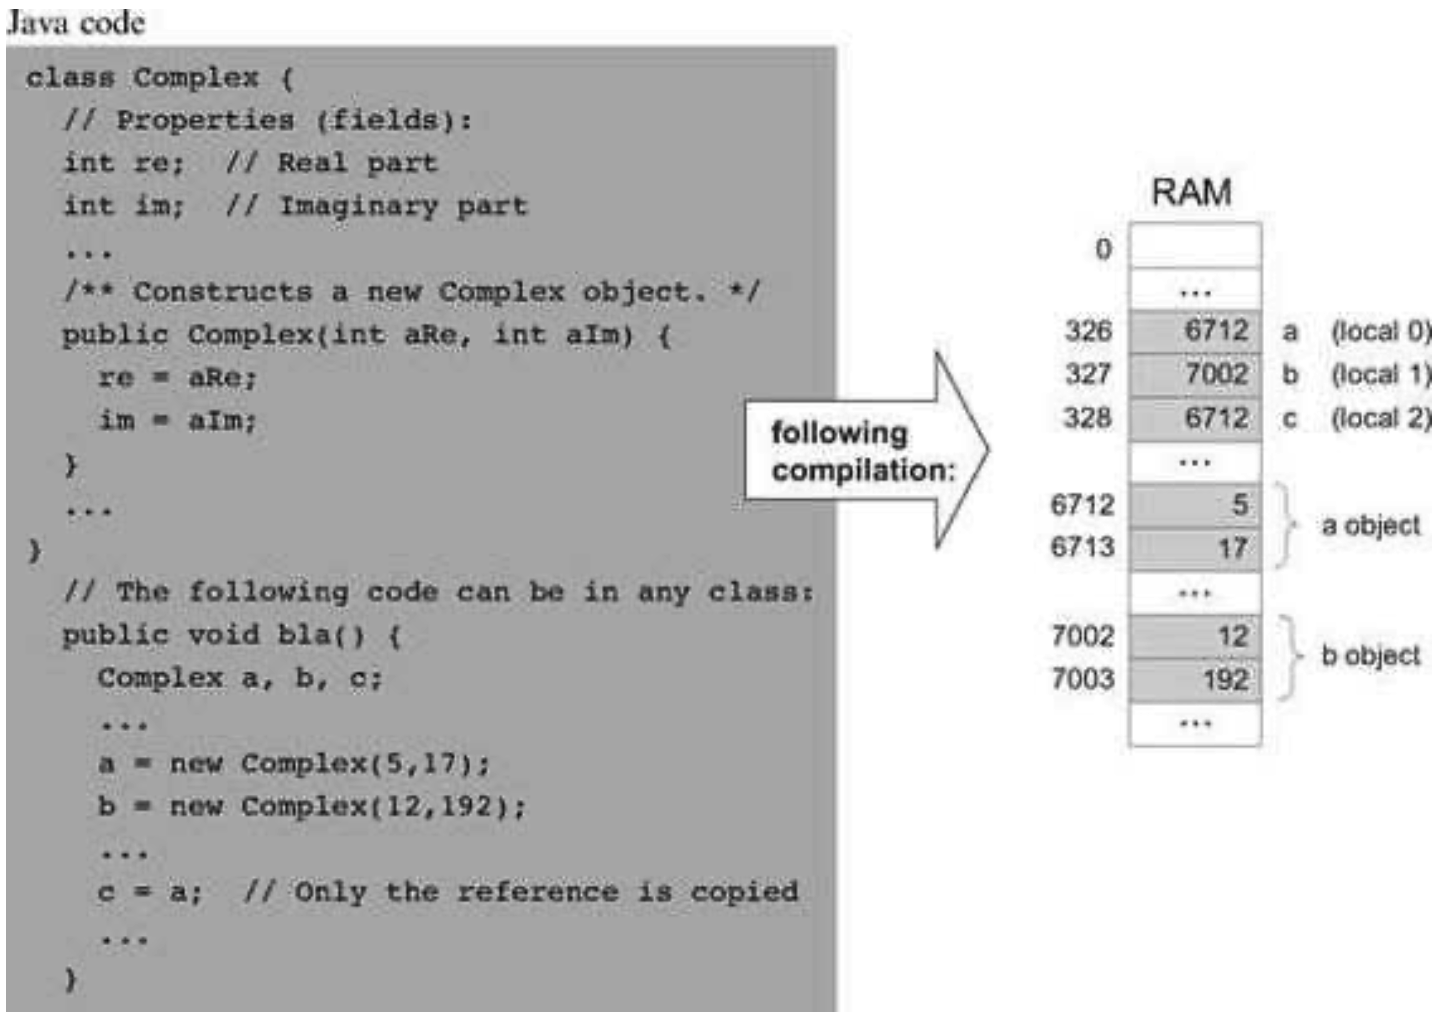 Java code
class Complex {
// Properties (fields):
int re;  // Real part
int im;  // Imaginary part
...
/** Constructs a new Complex object. */
public Complex(int aRe, int aIm) {
re = aRe;
im = aIm;
}
...
}
// The following code can be in any class:
public void bla() {
Complex a, b, c;
...
a = new Complex(5,17);
b = new Complex(12,192);
...
c = a;  // Only the reference is copied
...
}
following
compilation:
RAM
0
...
326 6712 a (local 0)
327 7002 b (local 1)
328 6712 c (local 2)
...
6712 5
6713 17
a object
...
7002 12
7003 192
b object
...